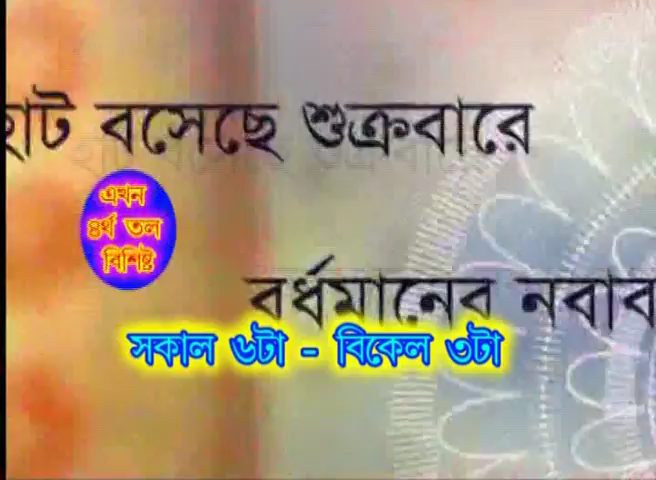 হাট বসেছে শুক্রবারে
এখন
৪র্থ তল
বিশিষ্ট
বর্ধমানের নবাব
সকাল ৬টা - বিকেল ৩টা